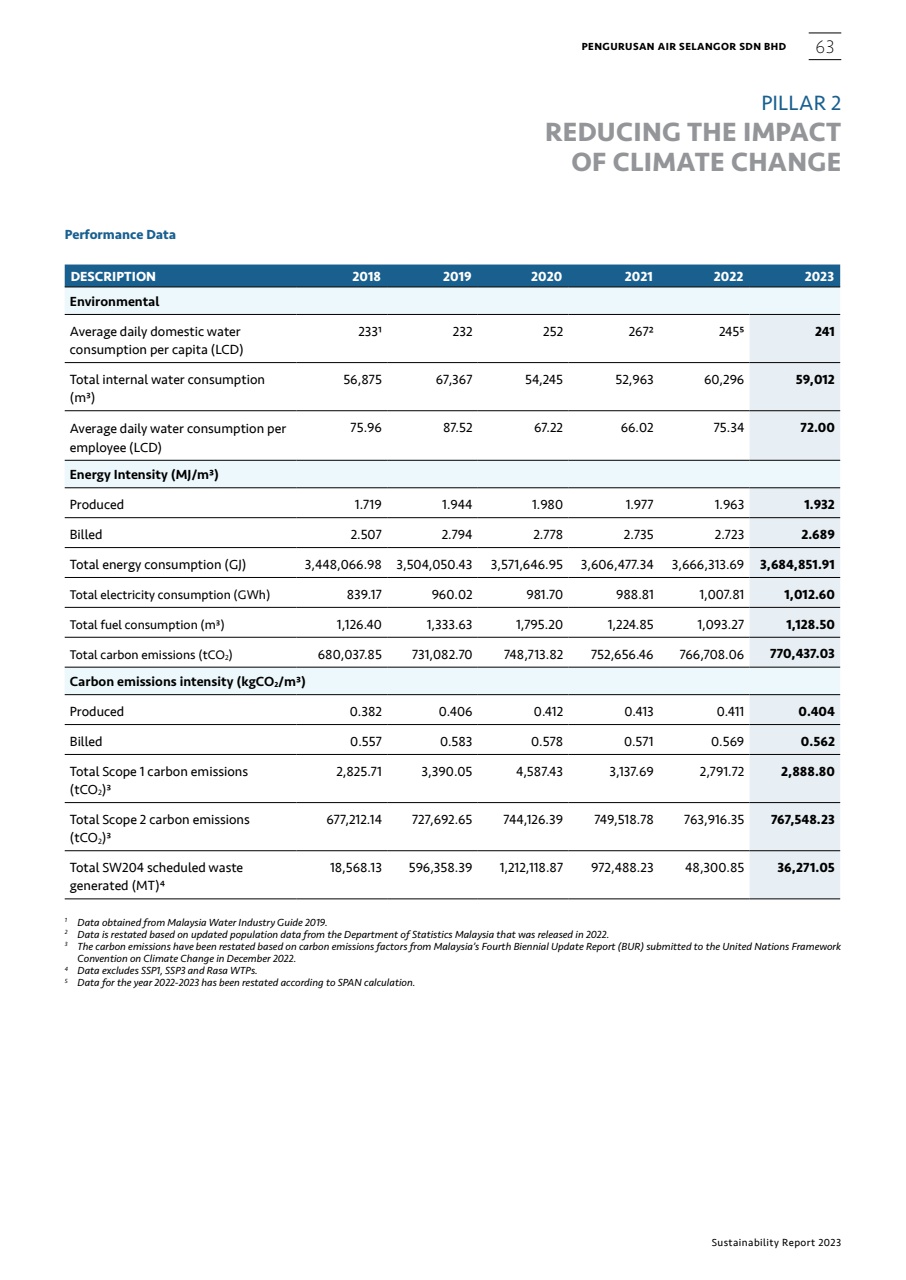 PENGURUSAN AIR SELANGOR SDN BHD 63
PILLAR 2
REDUCING THE IMPACT
OF CLIMATE CHANGE
Performance Data
DESCRIPTION 2018 2019 2020 2021 2022 2023
Environmental
Average daily domestic water 233¹ 232 252 267² 245⁵ 241
consumption per capita (LCD)
Total internal water consumption 56,875 67,367 54,245 52,963 60,296 59,012
(m³)
Average daily water consumption per 75.96 87.52 67.22 66.02 75.34 72.00
employee (LCD)
Energy Intensity (MJ/m³)
Produced 1.719 1.944 1.980 1.977 1.963 1.932
Billed 2.507 2.794 2.778 2.735 2.723 2.689
Total energy consumption (GJ) 3,448,066.98 3,504,050.43 3,571,646.95 3,606,477.34 3,666,313.69 3,684,851.91
Total electricity consumption (GWh) 839.17 960.02 981.70 988.81 1,007.81 1,012.60
Total fuel consumption (m³) 1,126.40 1,333.63 1,795.20 1,224.85 1,093.27 1,128.50
Total carbon emissions (tCO₂) 680,037.85 731,082.70 748,713.82 752,656.46 766,708.06 770,437.03
Carbon emissions intensity (kgCO₂/m³)
Produced 0.382 0.406 0.412 0.413 0.411 0.404
Billed 0.557 0.583 0.578 0.571 0.569 0.562
Total Scope 1 carbon emissions 2,825.71 3,390.05 4,587.43 3,137.69 2,791.72 2,888.80
(tCO₂)³
Total Scope 2 carbon emissions 677,212.14 727,692.65 744,126.39 749,518.78 763,916.35 767,548.23
(tCO₂)³
Total SW204 scheduled waste 18,568.13 596,358.39 1,212,118.87 972,488.23 48,300.85 36,271.05
generated (MT)⁴
¹ Data obtained from Malaysia Water Industry Guide 2019.
² Data is restated based on updated population data from the Department of Statistics Malaysia that was released in 2022.
³ The carbon emissions have been restated based on carbon emissions factors from Malaysia's Fourth Biennial Update Report (BUR) submitted to the United Nations Framework
Convention on Climate Change in December 2022.
⁴ Data excludes SSP1, SSP3 and Rasa WTPs.
⁵ Data for the year 2022-2023 has been restated according to SPAN calculation.
Sustainability Report 2023